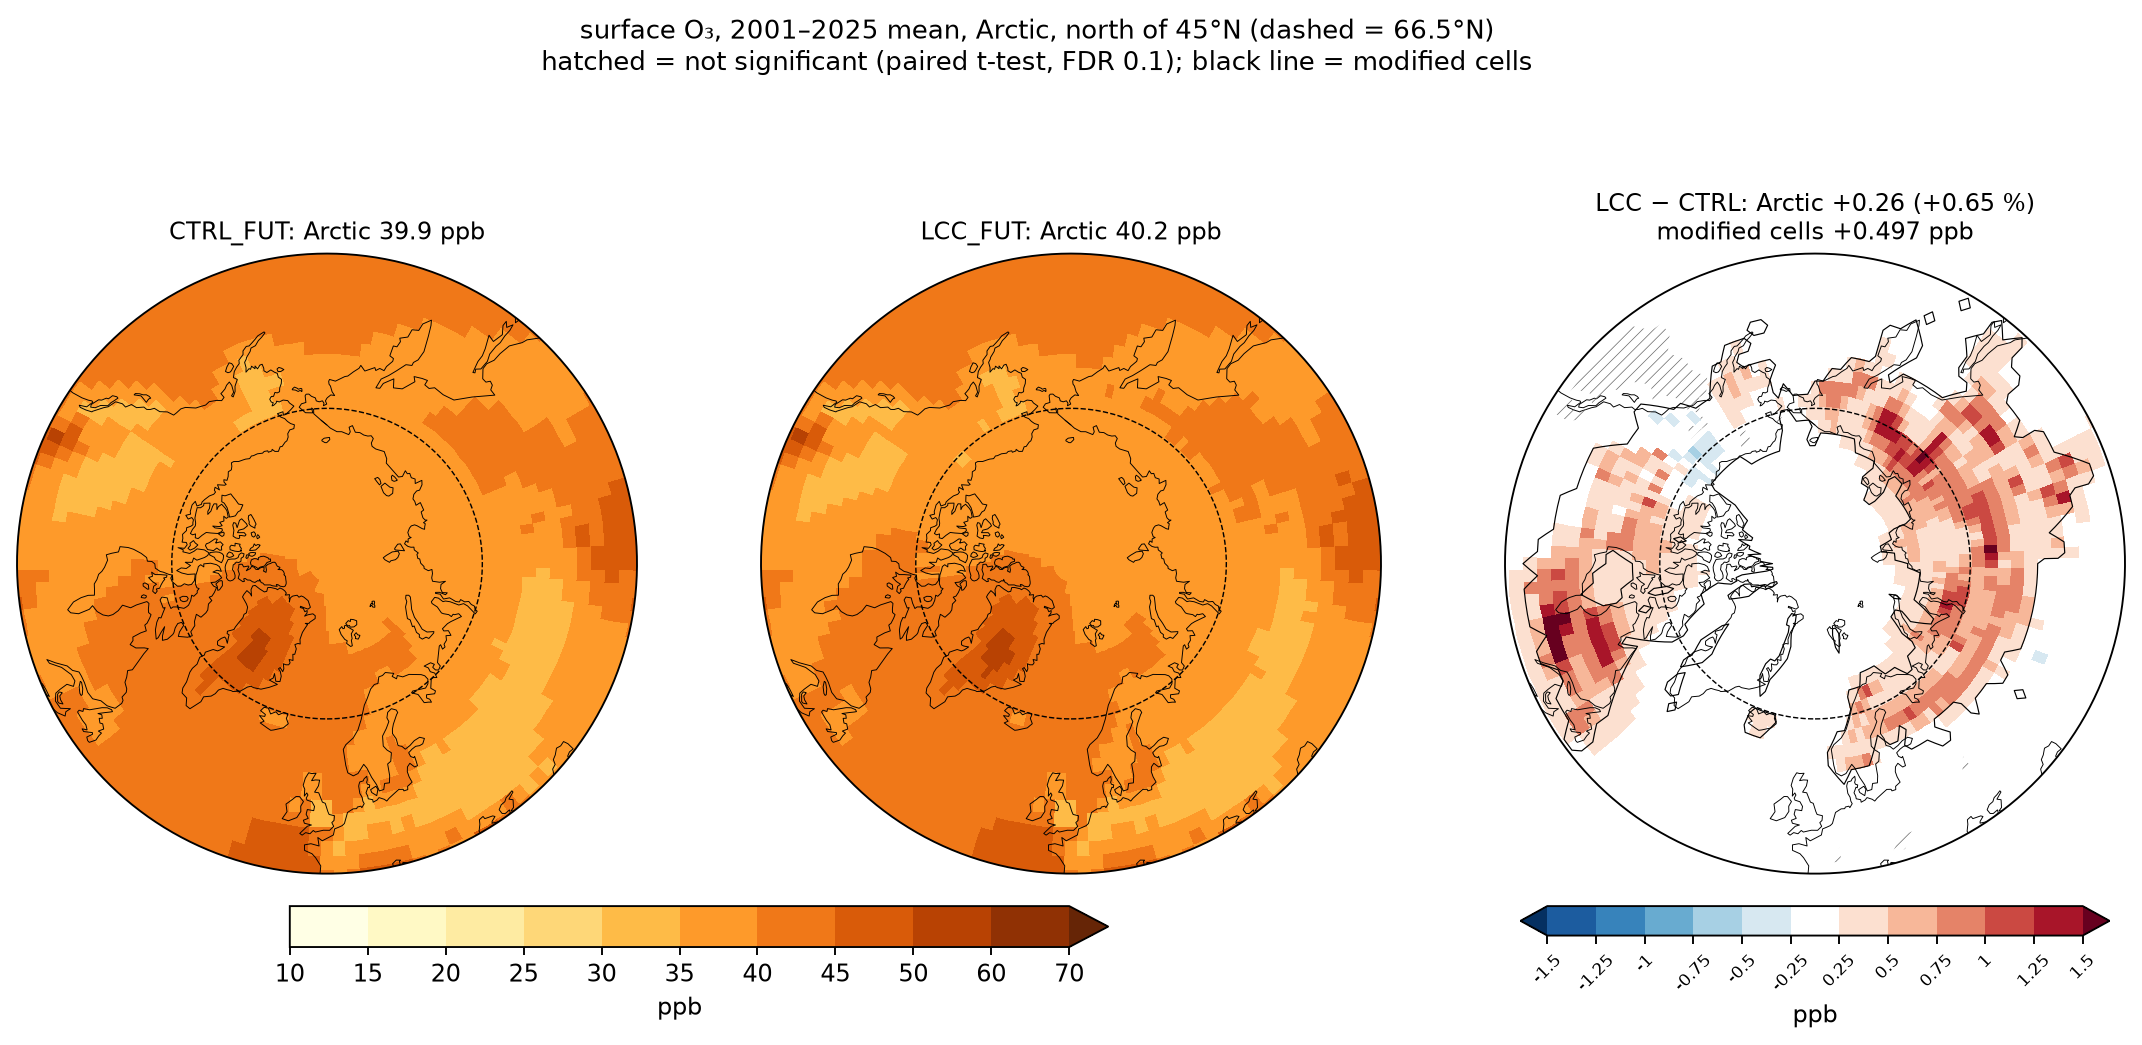 surface O₃, 2001–2025 mean, Arctic, north of 45°N (dashed = 66.5°N)
hatched = not significant (paired t-test, FDR 0.1); black line = modified cells
CTRL_FUT: Arctic 39.9 ppb
LCC_FUT: Arctic 40.2 ppb
LCC − CTRL: Arctic +0.26 (+0.65 %)
modified cells +0.497 ppb
10 15 20 25 30 35 40 45 50 60 70
ppb
-1.5 -1.25 -1 -0.75 -0.5 -0.25 0.25 0.5 0.75 1 1.25 1.5
ppb